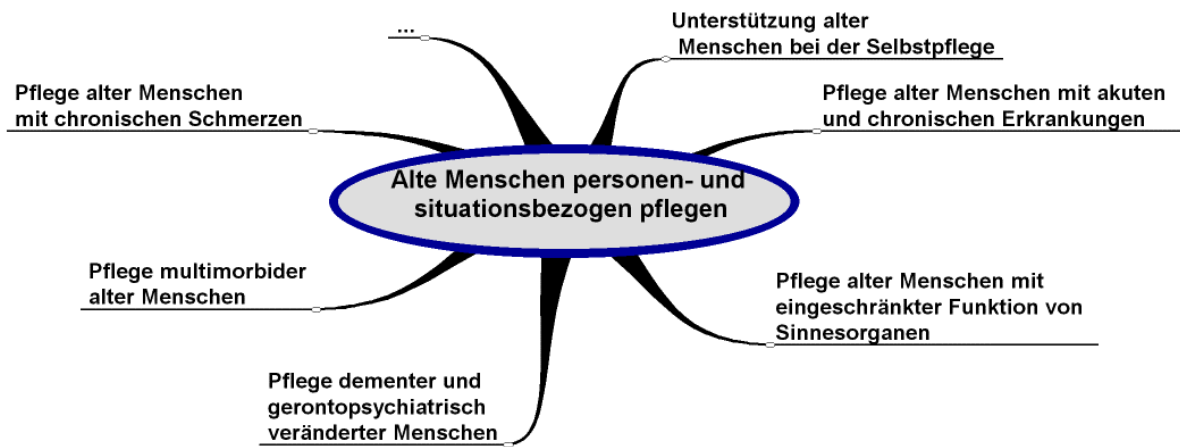 Alte Menschen personen- und
situationsbezogen pflegen
Unterstützung alter
Menschen bei der Selbstpflege
Pflege alter Menschen mit akuten
und chronischen Erkrankungen
Pflege alter Menschen mit
eingeschränkter Funktion von
Sinnesorganen
Pflege dementer und
gerontopsychiatrisch
veränderter Menschen
Pflege multimorbider
alter Menschen
Pflege alter Menschen
mit chronischen Schmerzen
...